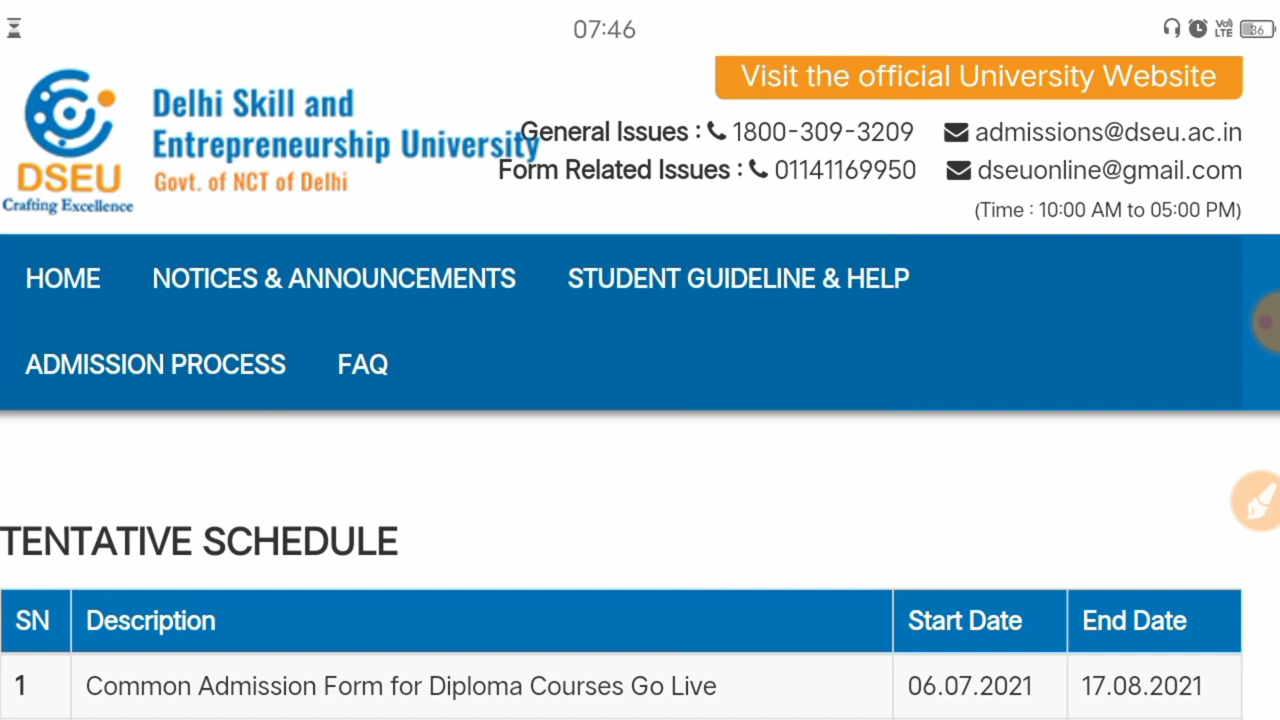 07:46
Vo)) LTE 36
Visit the official University Website
Delhi Skill and
Entrepreneurship University
Govt. of NCT of Delhi
DSEU
Crafting Excellence
General Issues : 1800-309-3209 admissions@dseu.ac.in
Form Related Issues : 01141169950 dseuonline@gmail.com
(Time : 10:00 AM to 05:00 PM)
HOME NOTICES & ANNOUNCEMENTS STUDENT GUIDELINE & HELP
ADMISSION PROCESS FAQ
TENTATIVE SCHEDULE
SN Description Start Date End Date
1 Common Admission Form for Diploma Courses Go Live 06.07.2021 17.08.2021